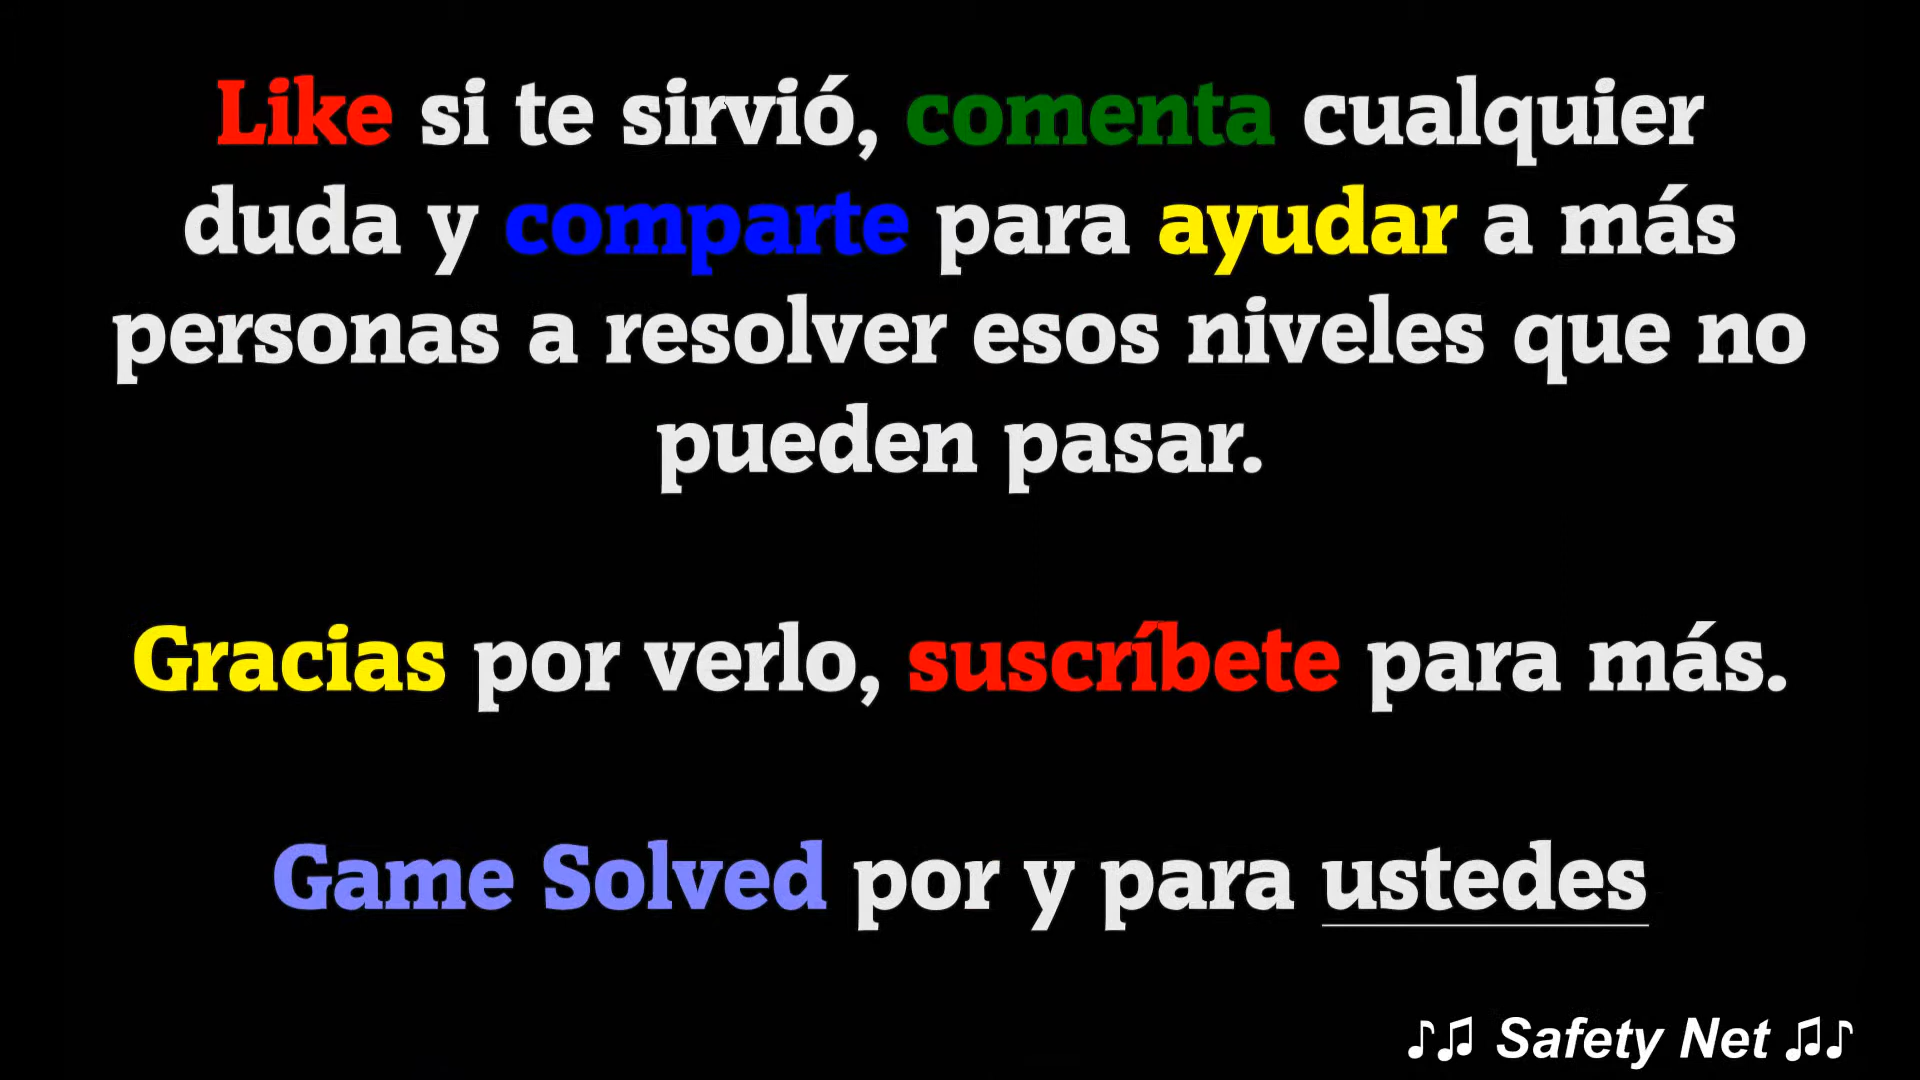 Like si te sirvió, comenta cualquier
duda y comparte para ayudar a más
personas a resolver esos niveles que no
pueden pasar.
Gracias por verlo, suscríbete para más.
Game Solved por y para ustedes
♪♫ Safety Net ♫♪